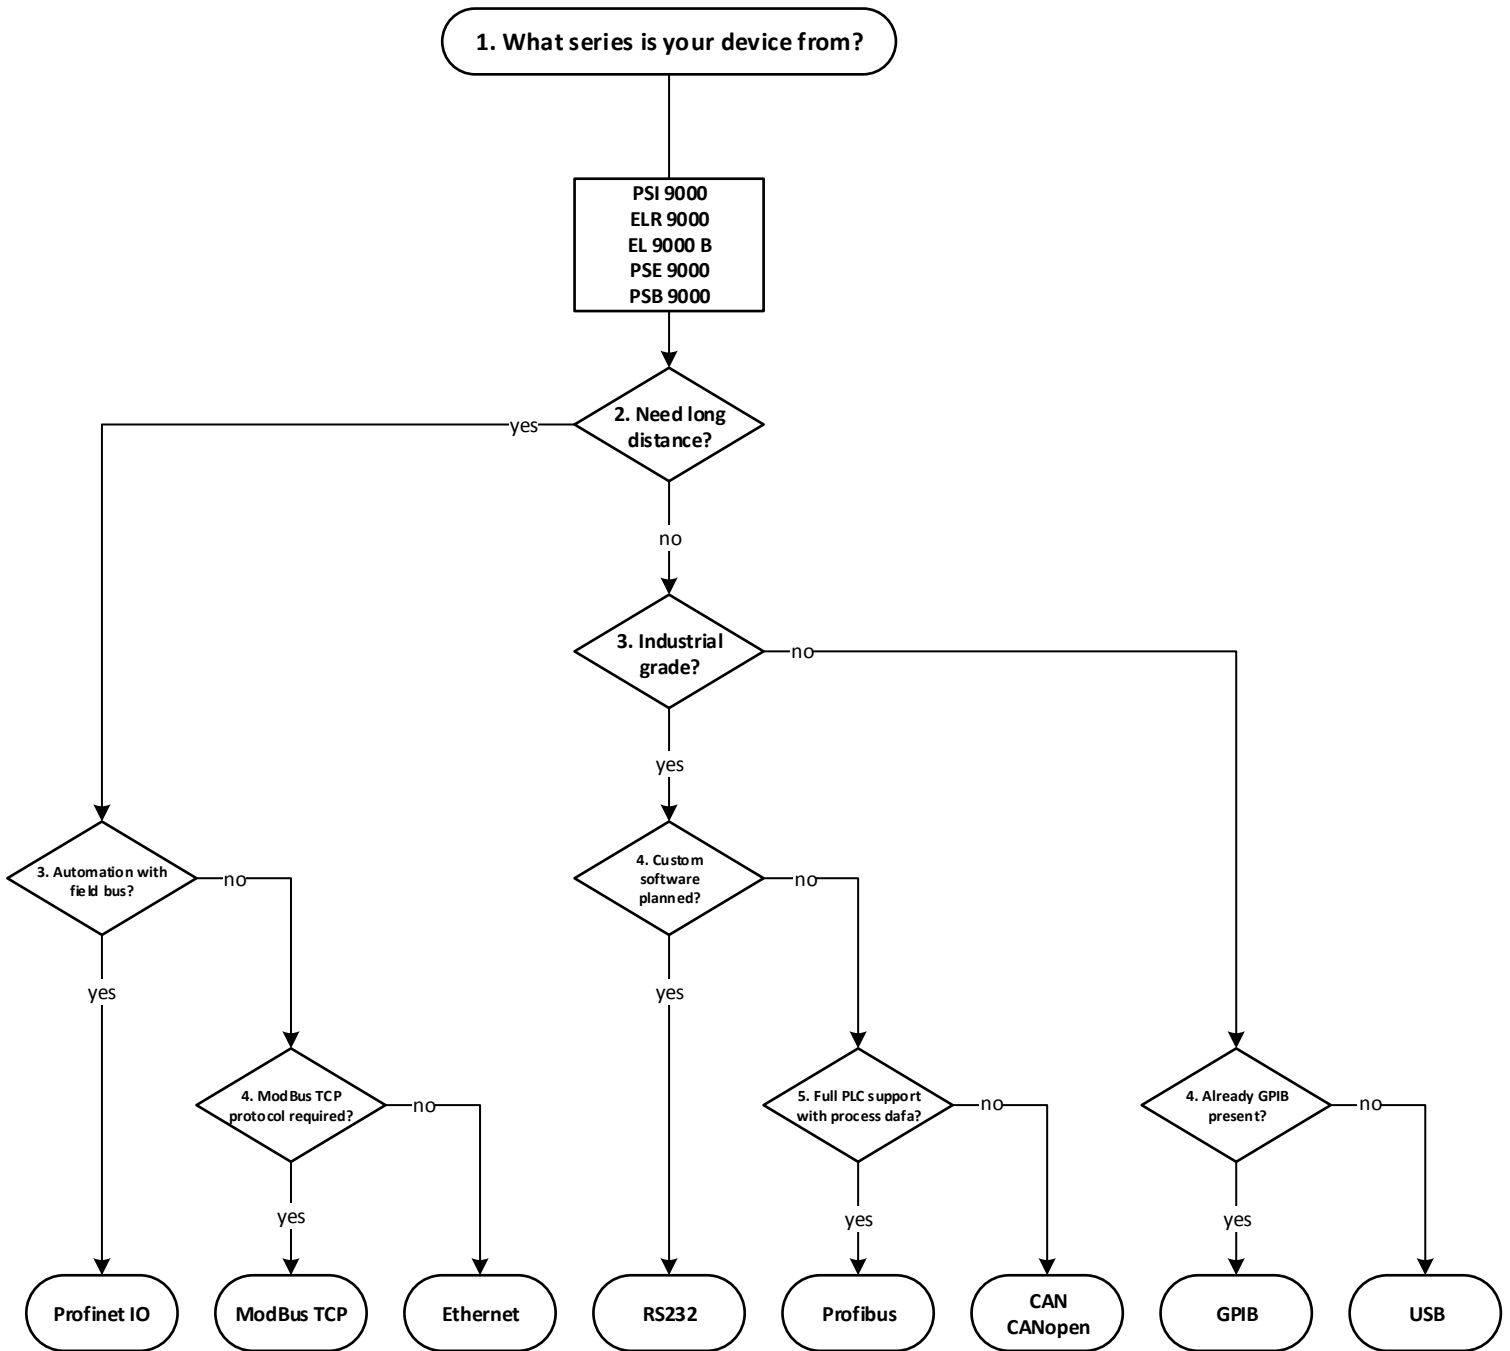 1. What series is your device from?
PSI 9000
ELR 9000
EL 9000 B
PSE 9000
PSB 9000
2. Need long
distance?
yes
no
3. Industrial
grade?
no
yes
3. Automation with
field bus?
no
yes
4. Custom
software
planned?
no
yes
4. ModBus TCP
protocol required?
no
yes
5. Full PLC support
with process dafa?
no
yes
4. Already GPIB
present?
no
yes
Profinet IO
ModBus TCP
Ethernet
RS232
Profibus
CAN
CANopen
GPIB
USB